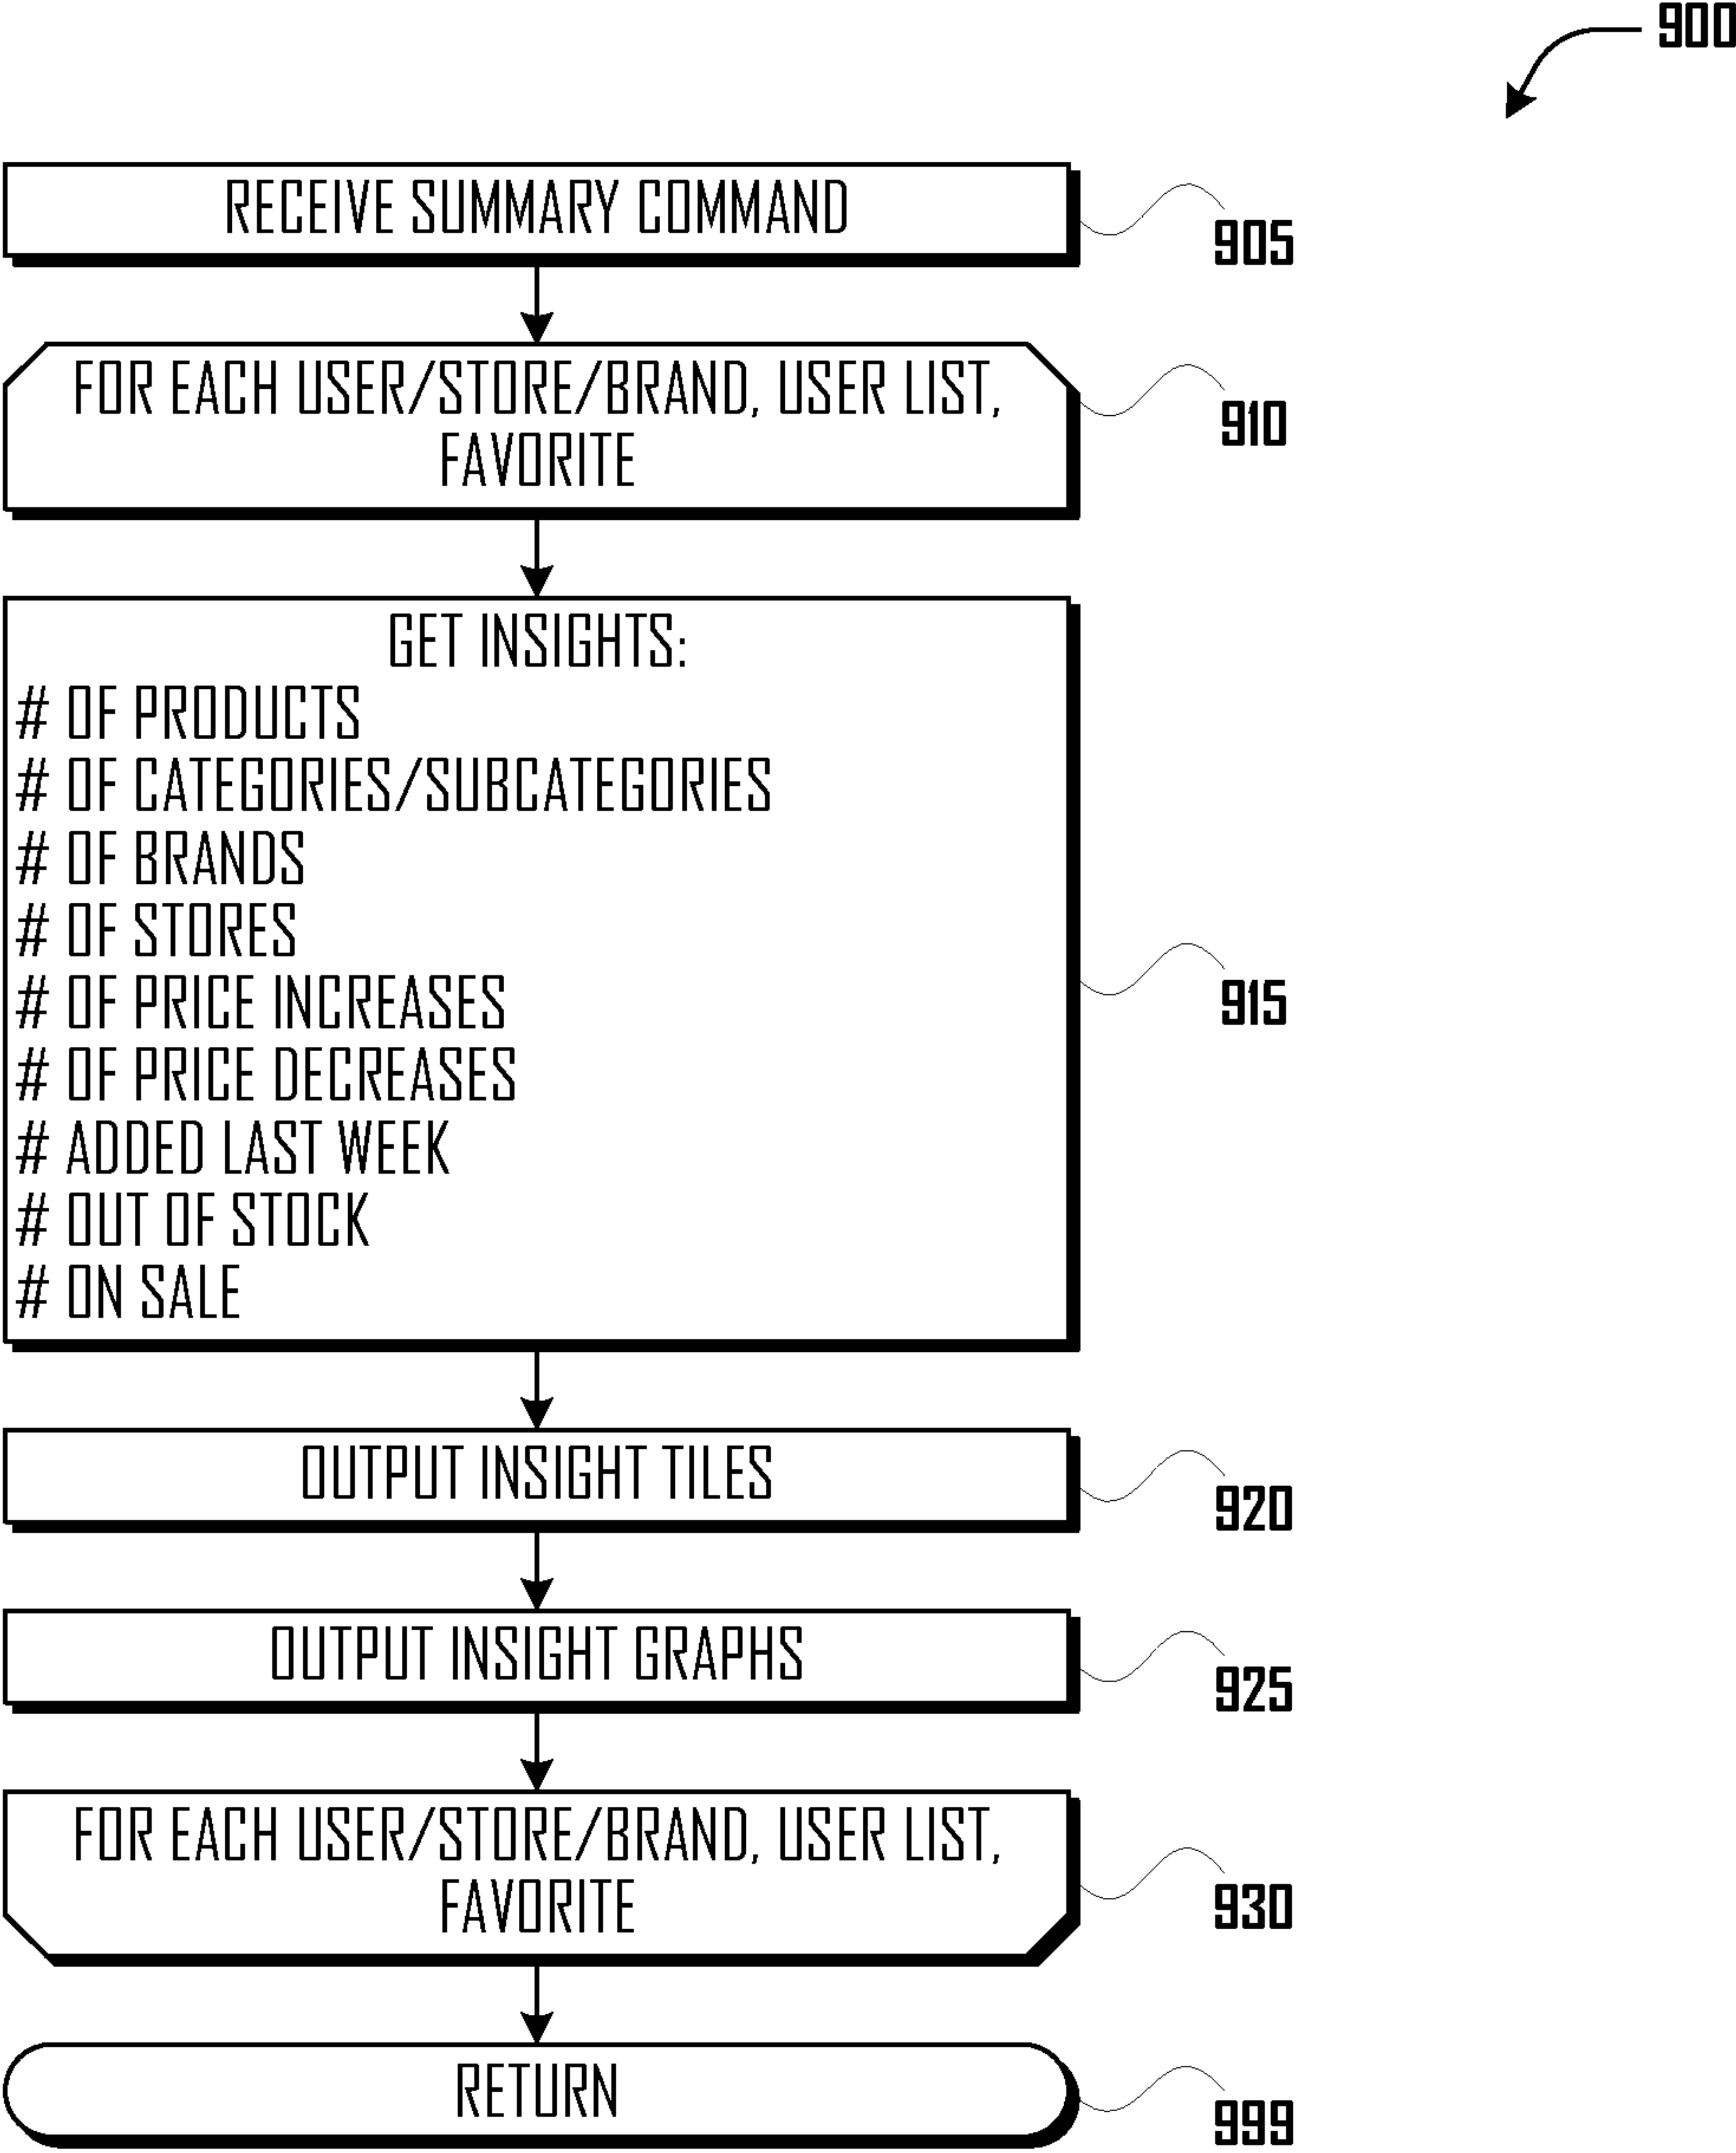 900
RECEIVE SUMMARY COMMAND
905
FOR EACH USER/STORE/BRAND, USER LIST,
FAVORITE
910
GET INSIGHTS:
# OF PRODUCTS
# OF CATEGORIES/SUBCATEGORIES
# OF BRANDS
# OF STORES
# OF PRICE INCREASES
# OF PRICE DECREASES
# ADDED LAST WEEK
# OUT OF STOCK
# ON SALE
915
OUTPUT INSIGHT TILES
920
OUTPUT INSIGHT GRAPHS
925
FOR EACH USER/STORE/BRAND, USER LIST,
FAVORITE
930
RETURN
999